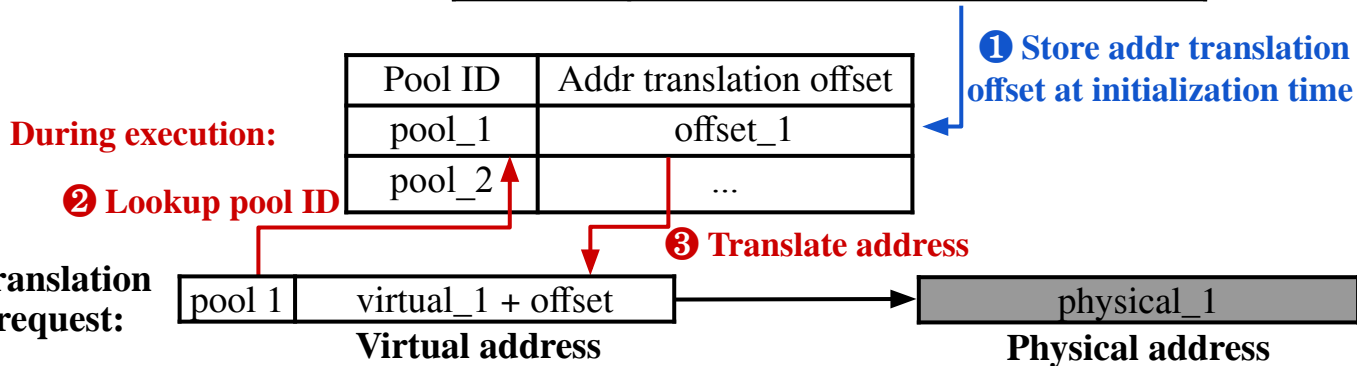 ❶ Store addr translation
offset at initialization time
Pool ID Addr translation offset
During execution: pool_1 offset_1
pool_2 ...
❷ Lookup pool ID
❸ Translate address
ranslation
request:
pool 1 virtual_1 + offset physical_1
Virtual address Physical address